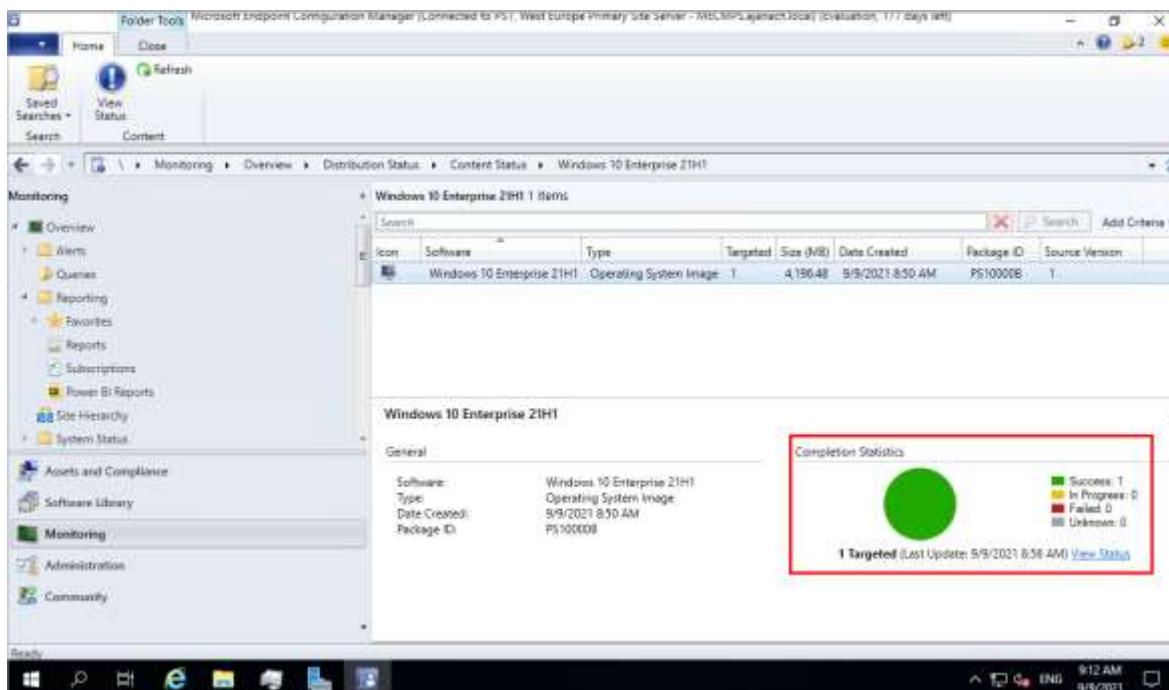 Folder Tools Microsoft Endpoint Configuration Manager (Connected to PS1, West Europe Primary Site Server - MECMPS.ajanach.local) (Evaluation, 177 days left)
Home Close
Saved Searches
View Status
Refresh
Search Content
\ Monitoring Overview Distribution Status Content Status Windows 10 Enterprise 21H1
Monitoring
Overview
Alerts
Queries
Reporting
Favorites
Reports
Subscriptions
Power BI Reports
Site Hierarchy
System Status
Assets and Compliance
Software Library
Monitoring
Administration
Community
Windows 10 Enterprise 21H1 1 items
Search Search Add Criteria
Icon Software Type Targeted Size (MB) Date Created Package ID Source Version
Windows 10 Enterprise 21H1 Operating System Image 1 4,196.48 9/9/2021 8:50 AM PS10000B 1
Windows 10 Enterprise 21H1
General
Software: Windows 10 Enterprise 21H1
Type: Operating System Image
Date Created: 9/9/2021 8:50 AM
Package ID: PS10000B
Completion Statistics
Success: 1
In Progress: 0
Failed: 0
Unknown: 0
1 Targeted (Last Update: 9/9/2021 8:56 AM) View Status
Ready
ENG 9:12 AM
9/9/2021